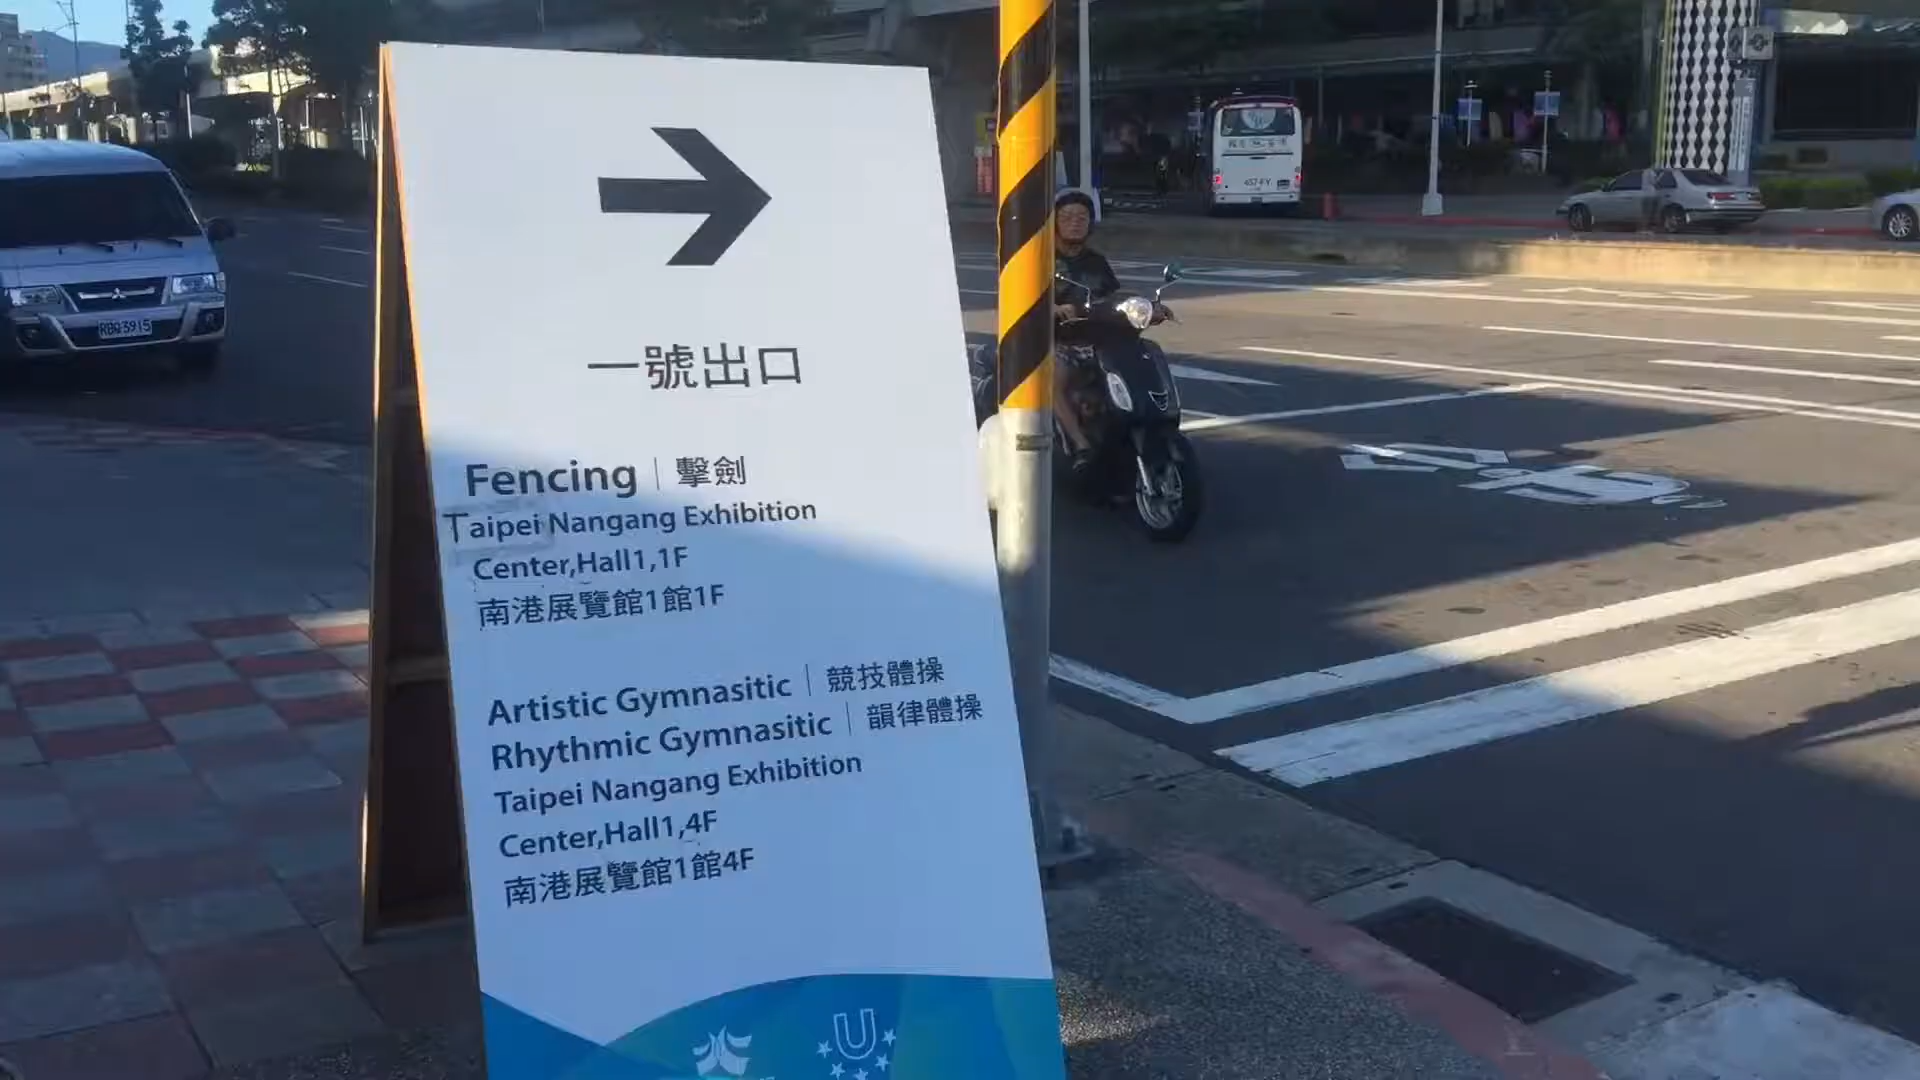 一號出口
Fencing | 擊劍
Taipei Nangang Exhibition
Center,Hall1,1F
南港展覽館1館1F
Artistic Gymnasitic | 競技體操
Rhythmic Gymnasitic | 韻律體操
Taipei Nangang Exhibition
Center,Hall1,4F
南港展覽館1館4F
U
RBQ3915